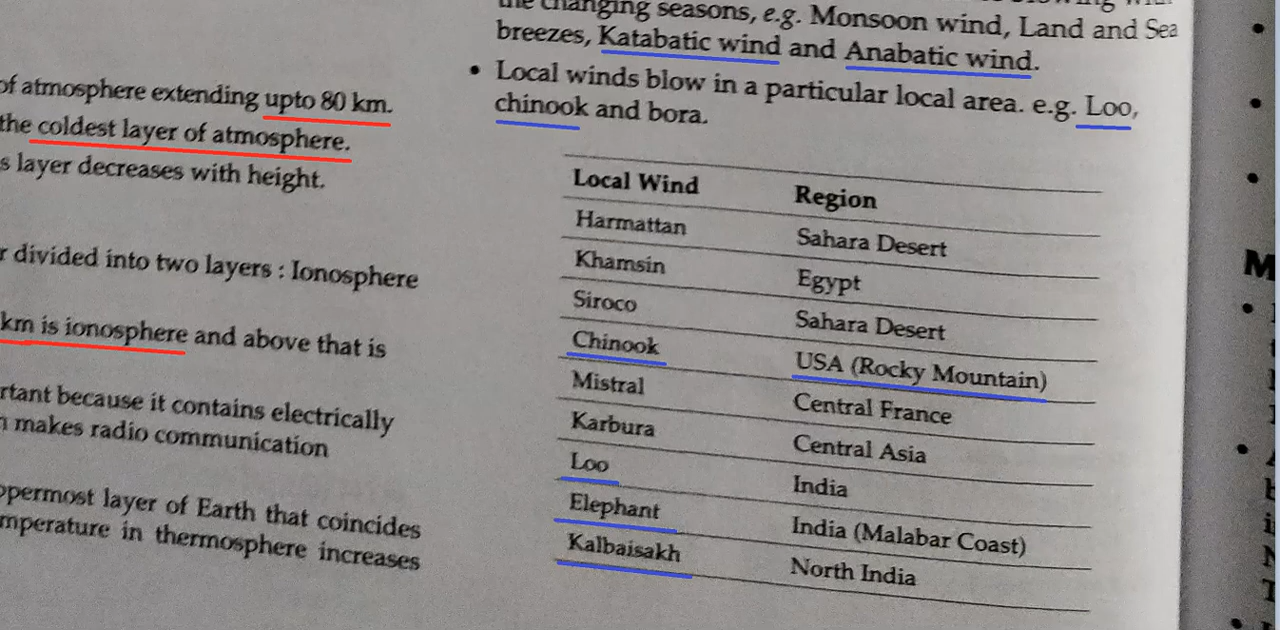 of atmosphere extending upto 80 km.
the coldest layer of atmosphere.
s layer decreases with height.
r divided into two layers : Ionosphere
km is ionosphere and above that is
rtant because it contains electrically
makes radio communication
ppermost layer of Earth that coincides
mperature in thermosphere increases
the changing seasons, e.g. Monsoon wind, Land and Sea
breezes, Katabatic wind and Anabatic wind.
• Local winds blow in a particular local area. e.g. Loo,
chinook and bora.
Local Wind Region
Harmattan Sahara Desert
Khamsin Egypt
Siroco Sahara Desert
Chinook USA (Rocky Mountain)
Mistral Central France
Karbura Central Asia
Loo India
Elephant India (Malabar Coast)
Kalbaisakh North India
M